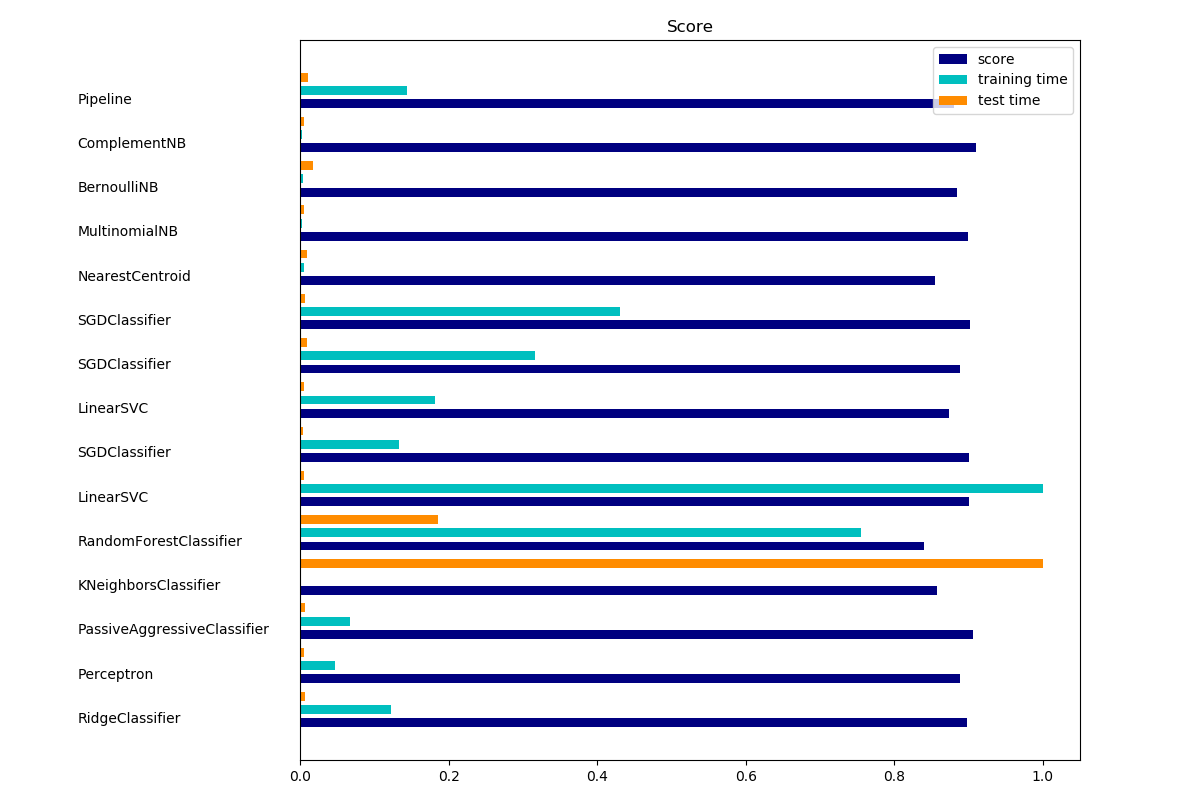 Score
score
training time
test time
Pipeline
ComplementNB
BernoulliNB
MultinomialNB
NearestCentroid
SGDClassifier
SGDClassifier
LinearSVC
SGDClassifier
LinearSVC
RandomForestClassifier
KNeighborsClassifier
PassiveAggressiveClassifier
Perceptron
RidgeClassifier
0.0 0.2 0.4 0.6 0.8 1.0